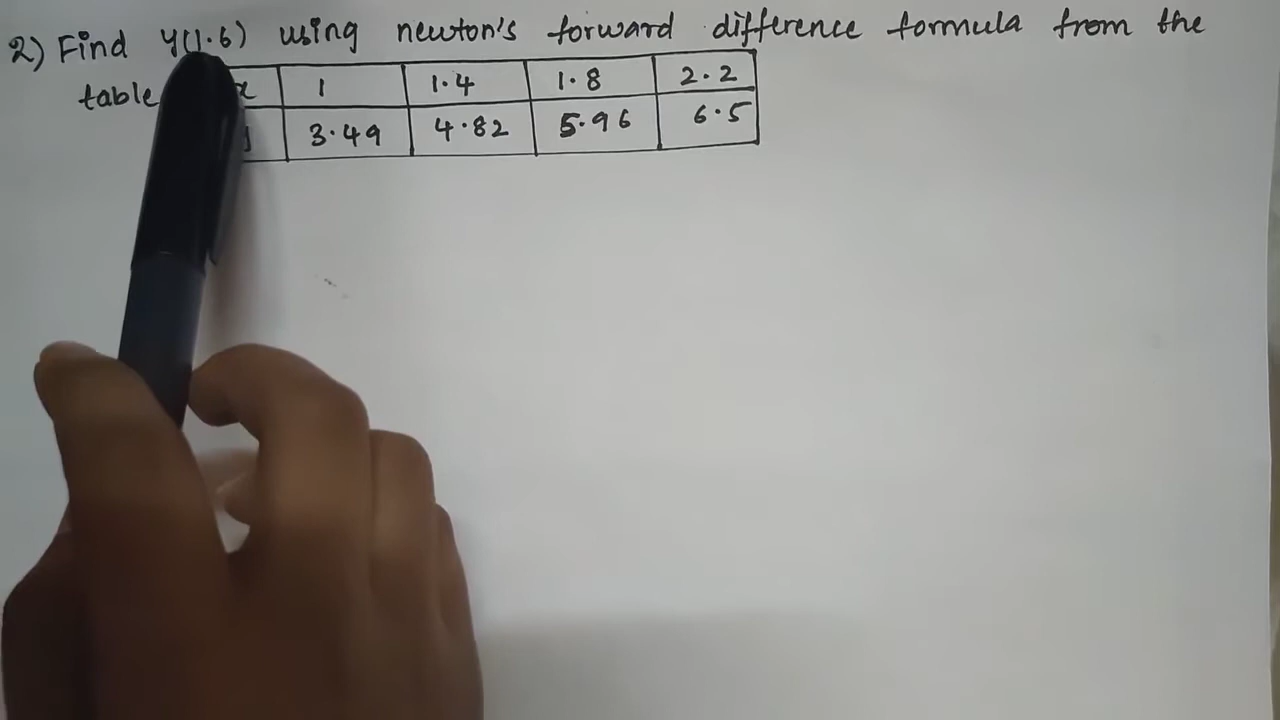 2) Find y(1.6) using newton's forward difference formula from the
table x 1 1.4 1.8 2.2
3.49 4.82 5.96 6.5